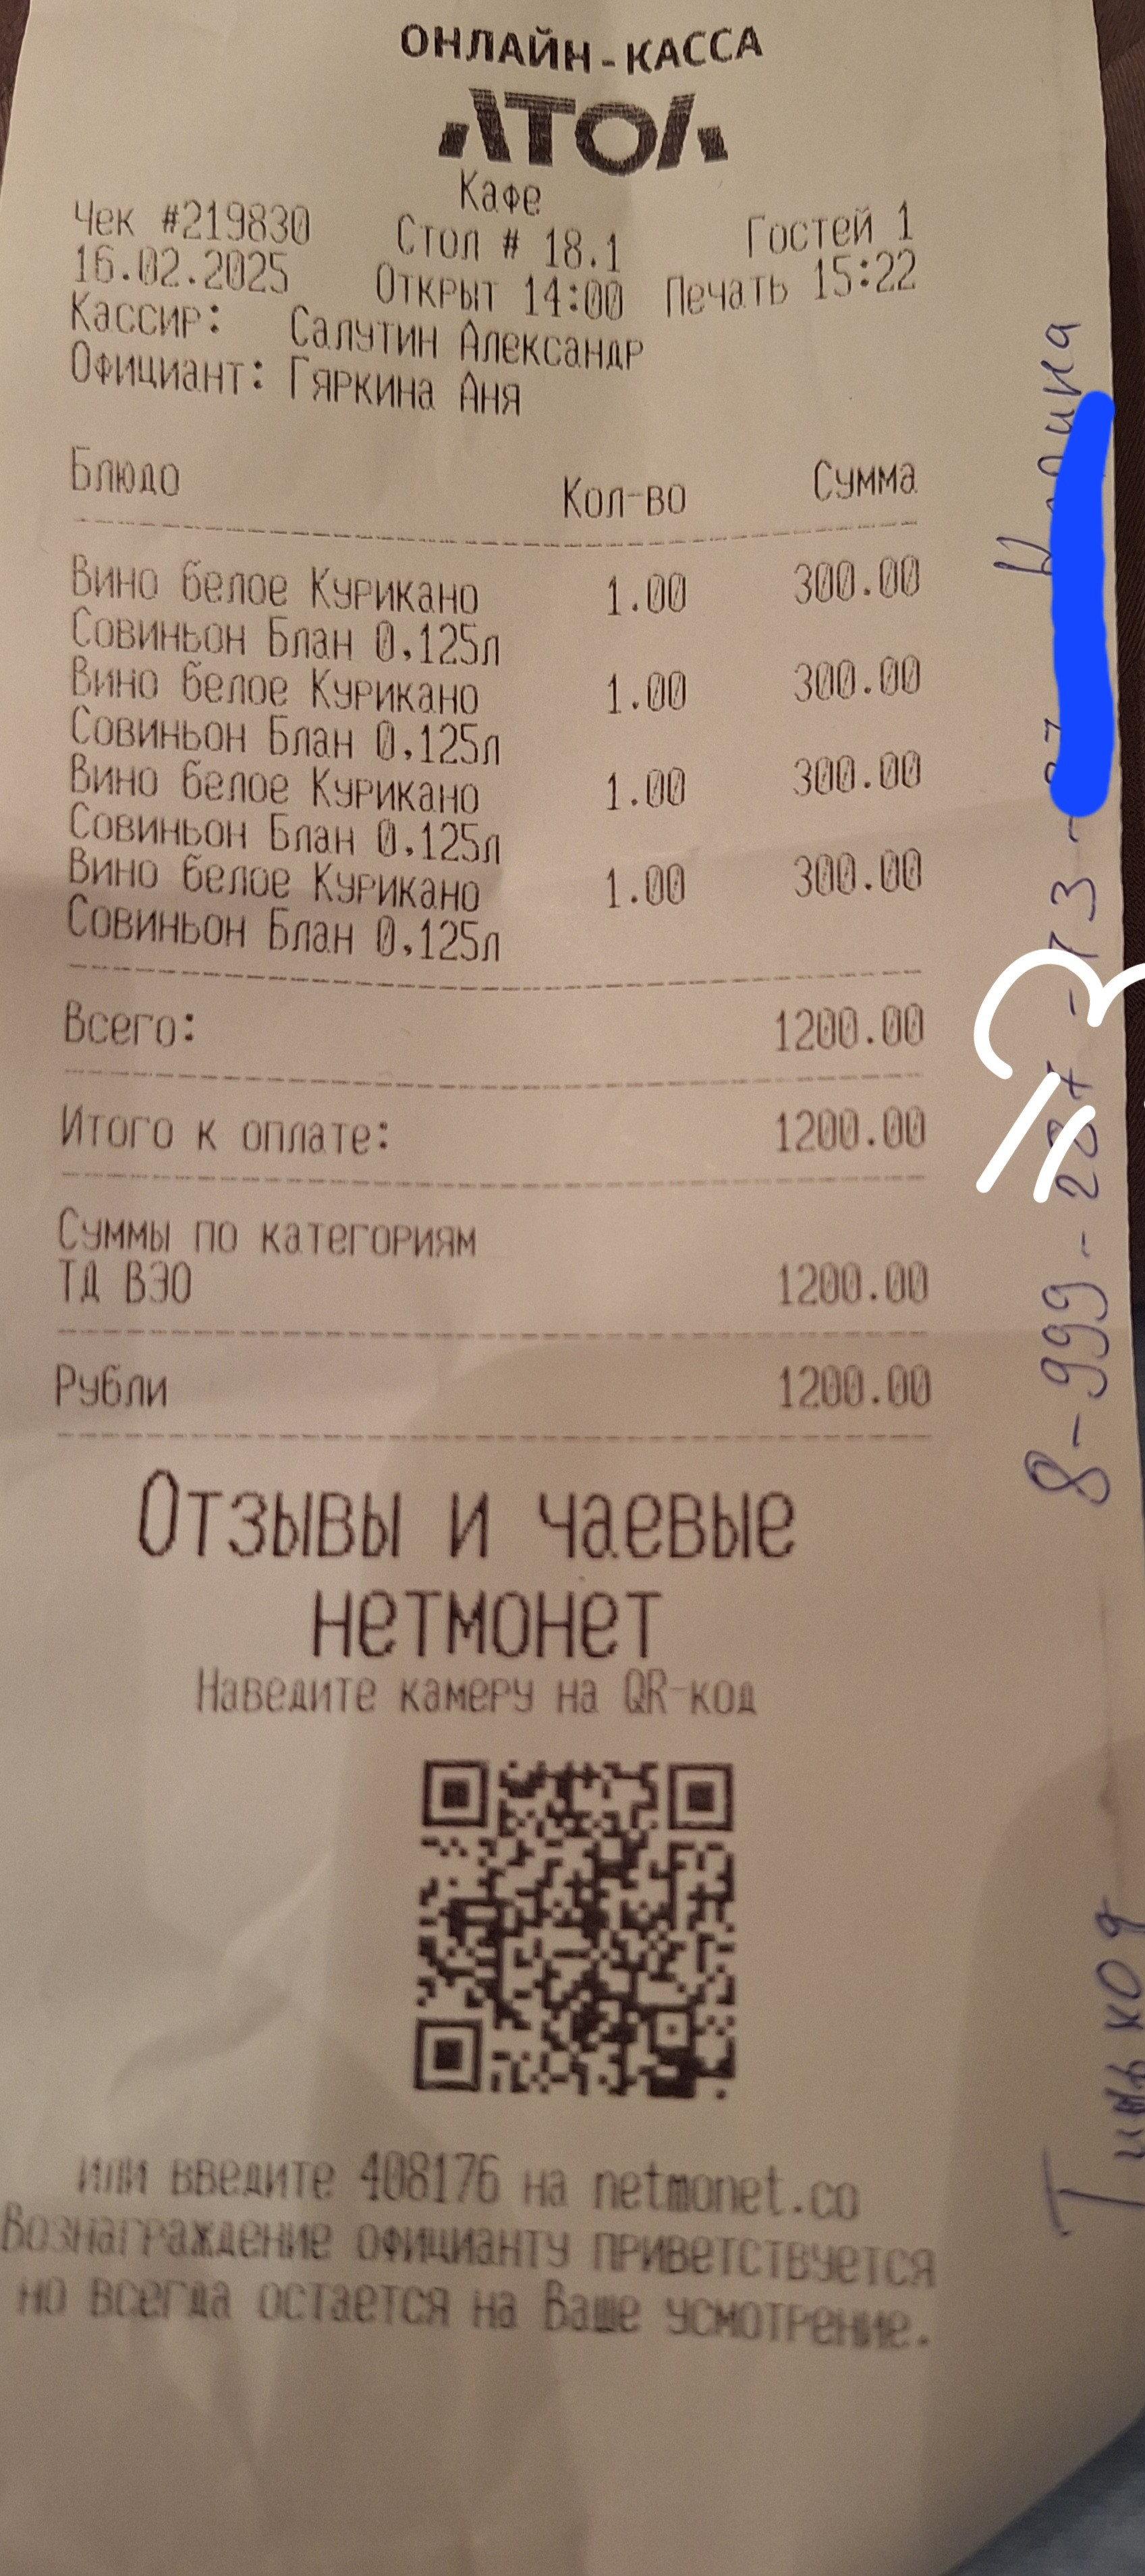 ОНЛАЙН-КАССА
АТОЛ
Кафе
Чек #219830 Стол # 18.1 Гостей 1
16.02.2025 Открыт 14:00 Печать 15:22
Кассир: Салутин Александр
Официант: Гяркина Аня
Блюдо Кол-во Сумма
Вино белое Курикано 1.00 300.00
Совиньон Блан 0,125л
Вино белое Курикано 1.00 300.00
Совиньон Блан 0,125л
Вино белое Курикано 1.00 300.00
Совиньон Блан 0,125л
Вино белое Курикано 1.00 300.00
Совиньон Блан 0,125л
Всего: 1200.00
Итого к оплате: 1200.00
Суммы по категориям
ТД ВЭО 1200.00
Рубли 1200.00
Отзывы и чаевые
нетмонет
Наведите камеру на QR-код
или введите 408176 на netmonet.co
Вознаграждение официанту приветствуется
но всегда остается на Ваше усмотрение.
8-999-